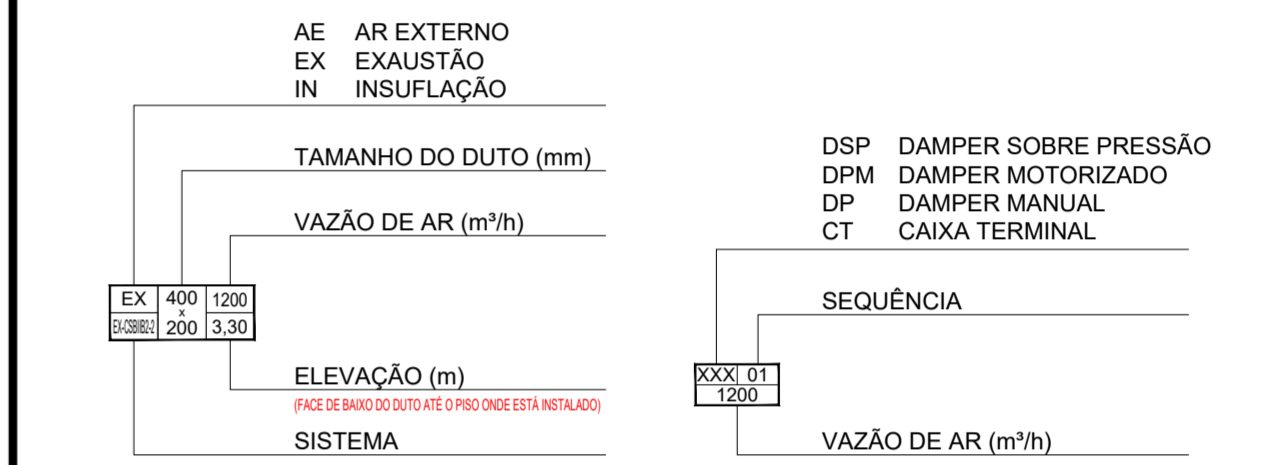 AE AR EXTERNO
EX EXAUSTÃO
IN INSUFLAÇÃO
TAMANHO DO DUTO (mm)
VAZÃO DE AR (m³/h)
EX 400 1200
x
EX-CSBIIB2-2 200 3,30
ELEVAÇÃO (m)
(FACE DE BAIXO DO DUTO ATÉ O PISO ONDE ESTÁ INSTALADO)
SISTEMA
DSP DAMPER SOBRE PRESSÃO
DPM DAMPER MOTORIZADO
DP DAMPER MANUAL
CT CAIXA TERMINAL
SEQUÊNCIA
XXX 01
1200
VAZÃO DE AR (m³/h)